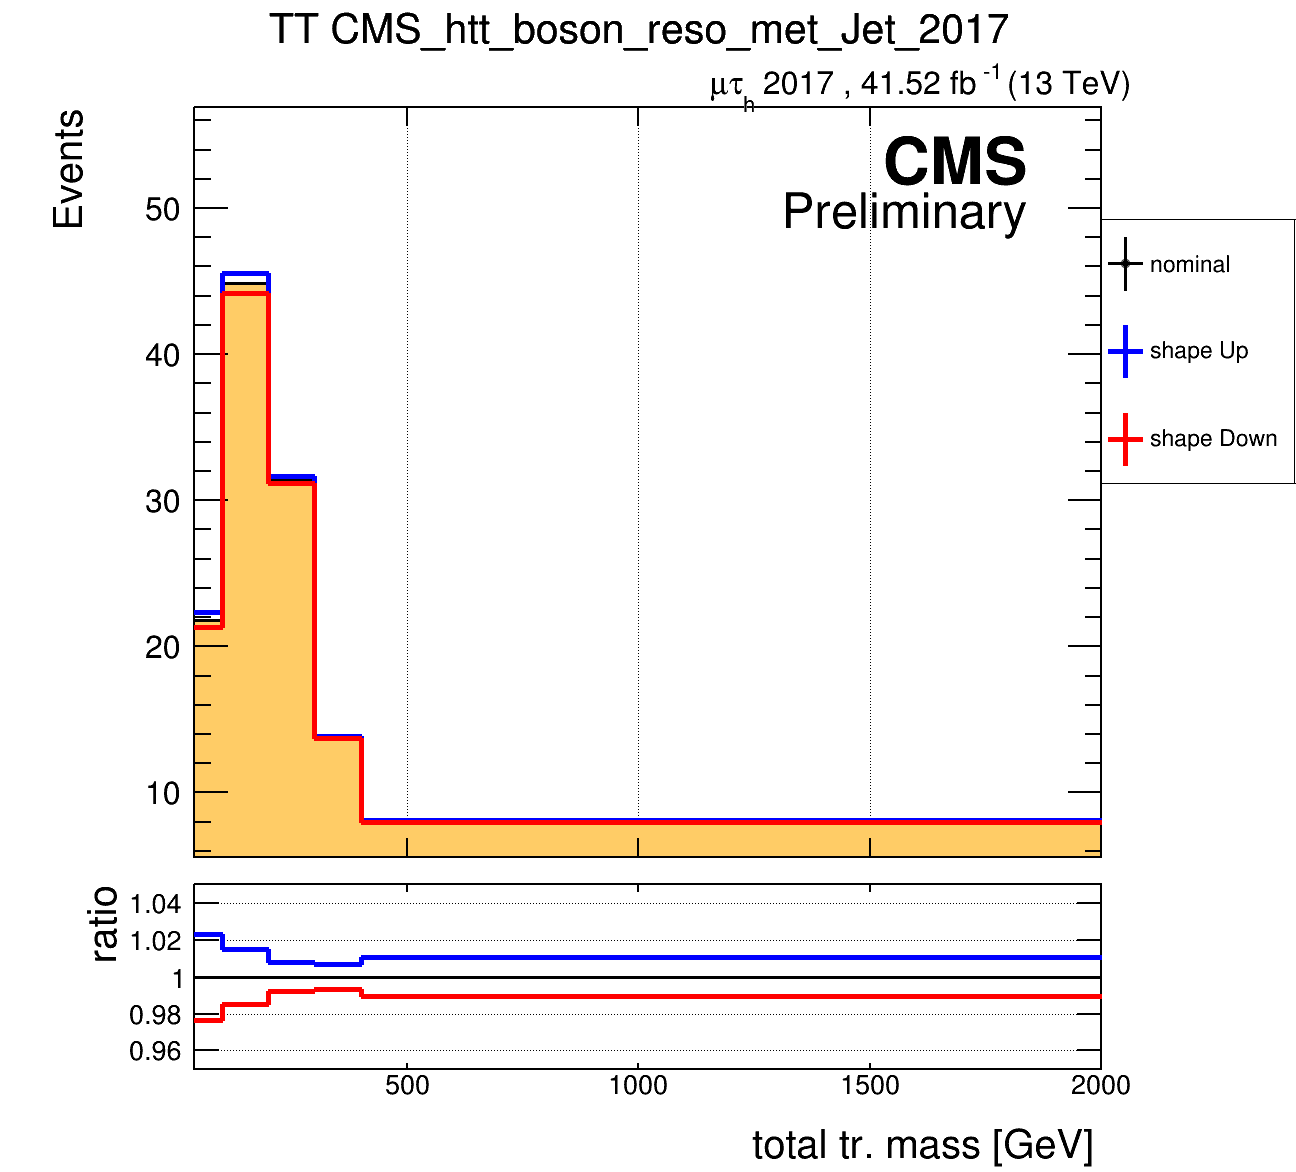 TT CMS_htt_boson_reso_met_Jet_2017
μτh 2017 , 41.52 fb-1 (13 TeV)
Events
CMS
Preliminary
50
40
30
20
10
nominal
shape Up
shape Down
ratio
1.04
1.02
1
0.98
0.96
500 1000 1500 2000
total tr. mass [GeV]